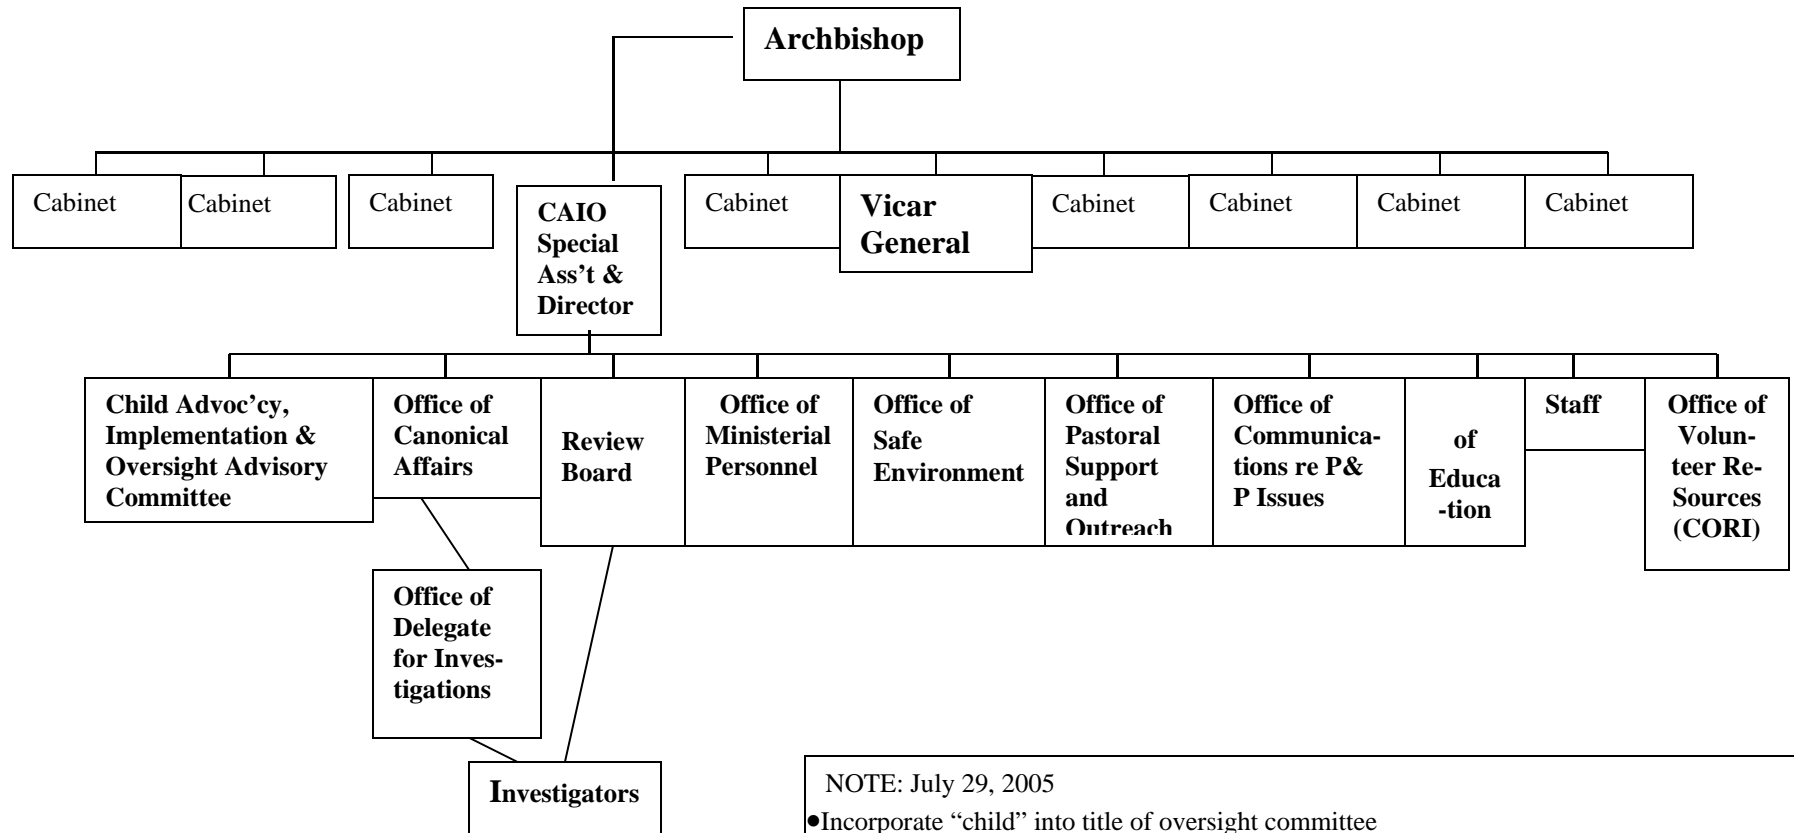 Archbishop
Cabinet
Cabinet
Cabinet
CAIO
Special
Ass’t &
Director
Cabinet
Vicar
General
Cabinet
Cabinet
Cabinet
Cabinet
Child Advoc’cy,
Implementation &
Oversight Advisory
Committee
Office of
Canonical
Affairs
Review
Board
Office of
Ministerial
Personnel
Office of
Safe
Environment
Office of
Pastoral
Support
and
Outreach
Office of
Communica-
tions re P&
P Issues
of
Educa
-tion
Staff
Office of
Volun-
teer Re-
Sources
(CORI)
Office of
Delegate
for Inves-
tigations
Investigators
NOTE: July 29, 2005
•Incorporate “child” into title of oversight committee